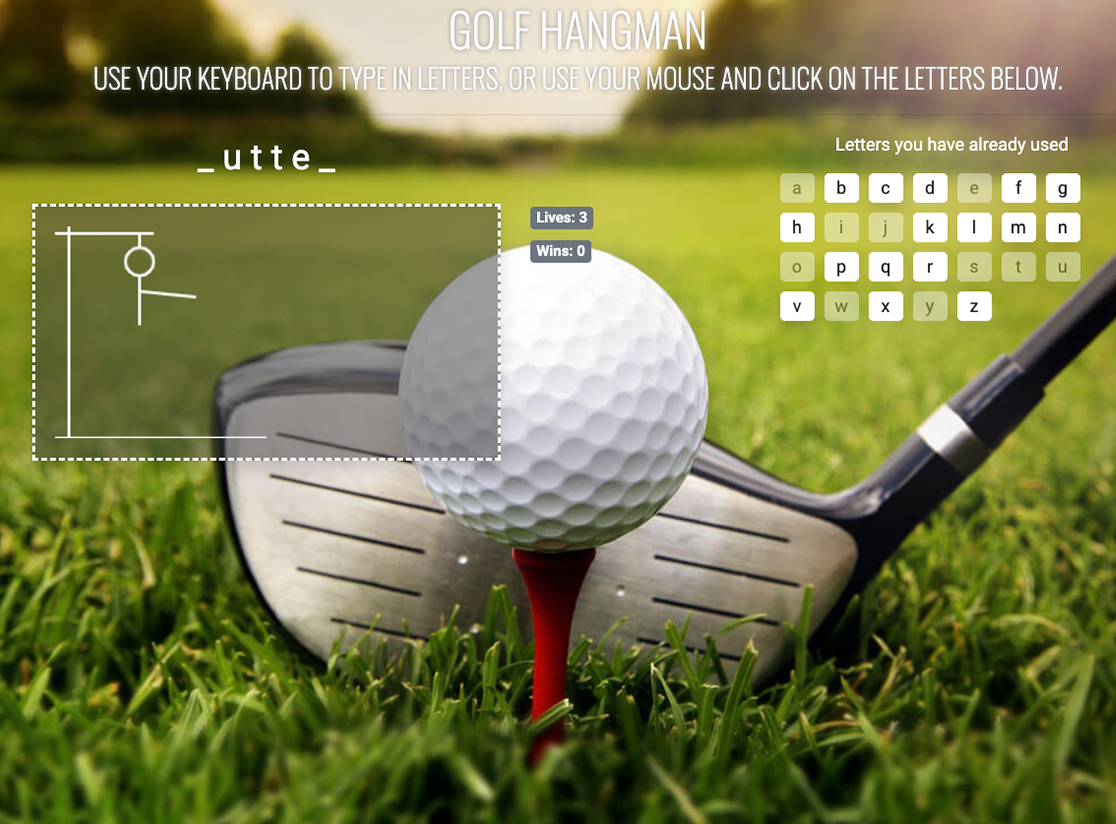 GOLF HANGMAN
USE YOUR KEYBOARD TO TYPE IN LETTERS, OR USE YOUR MOUSE AND CLICK ON THE LETTERS BELOW.
_ u t t e _
Letters you have already used
a b c d e f g
Lives: 3
h i j k l m n
Wins: 0
o p q r s t u
v w x y z